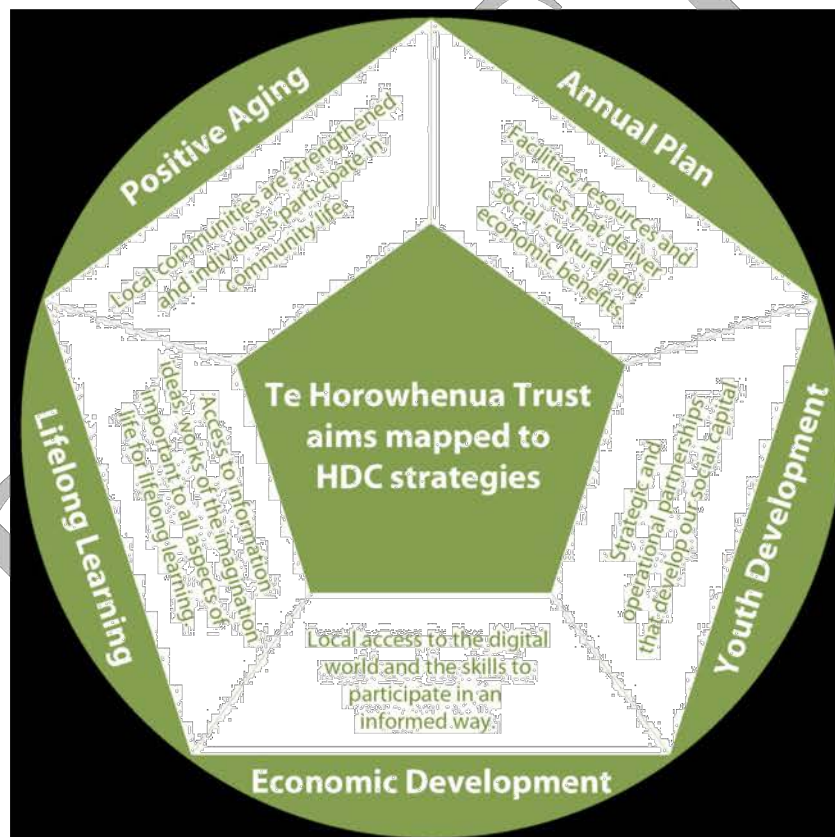 Positive Aging
Local communities are strengthened
and individuals participate in
community life.
Annual Plan
Facilities, resources and
services that deliver
social, cultural and
economic benefits
Te Horowhenua Trust
aims mapped to
HDC strategies
Lifelong Learning
Access to information,
ideas, works of the imagination
important to all aspects of
life for lifelong learning.
Strategic and
operational partnerships
that develop our social capital
Youth Development
Local access to the digital
world and the skills to
participate in an
informed way.
Economic Development